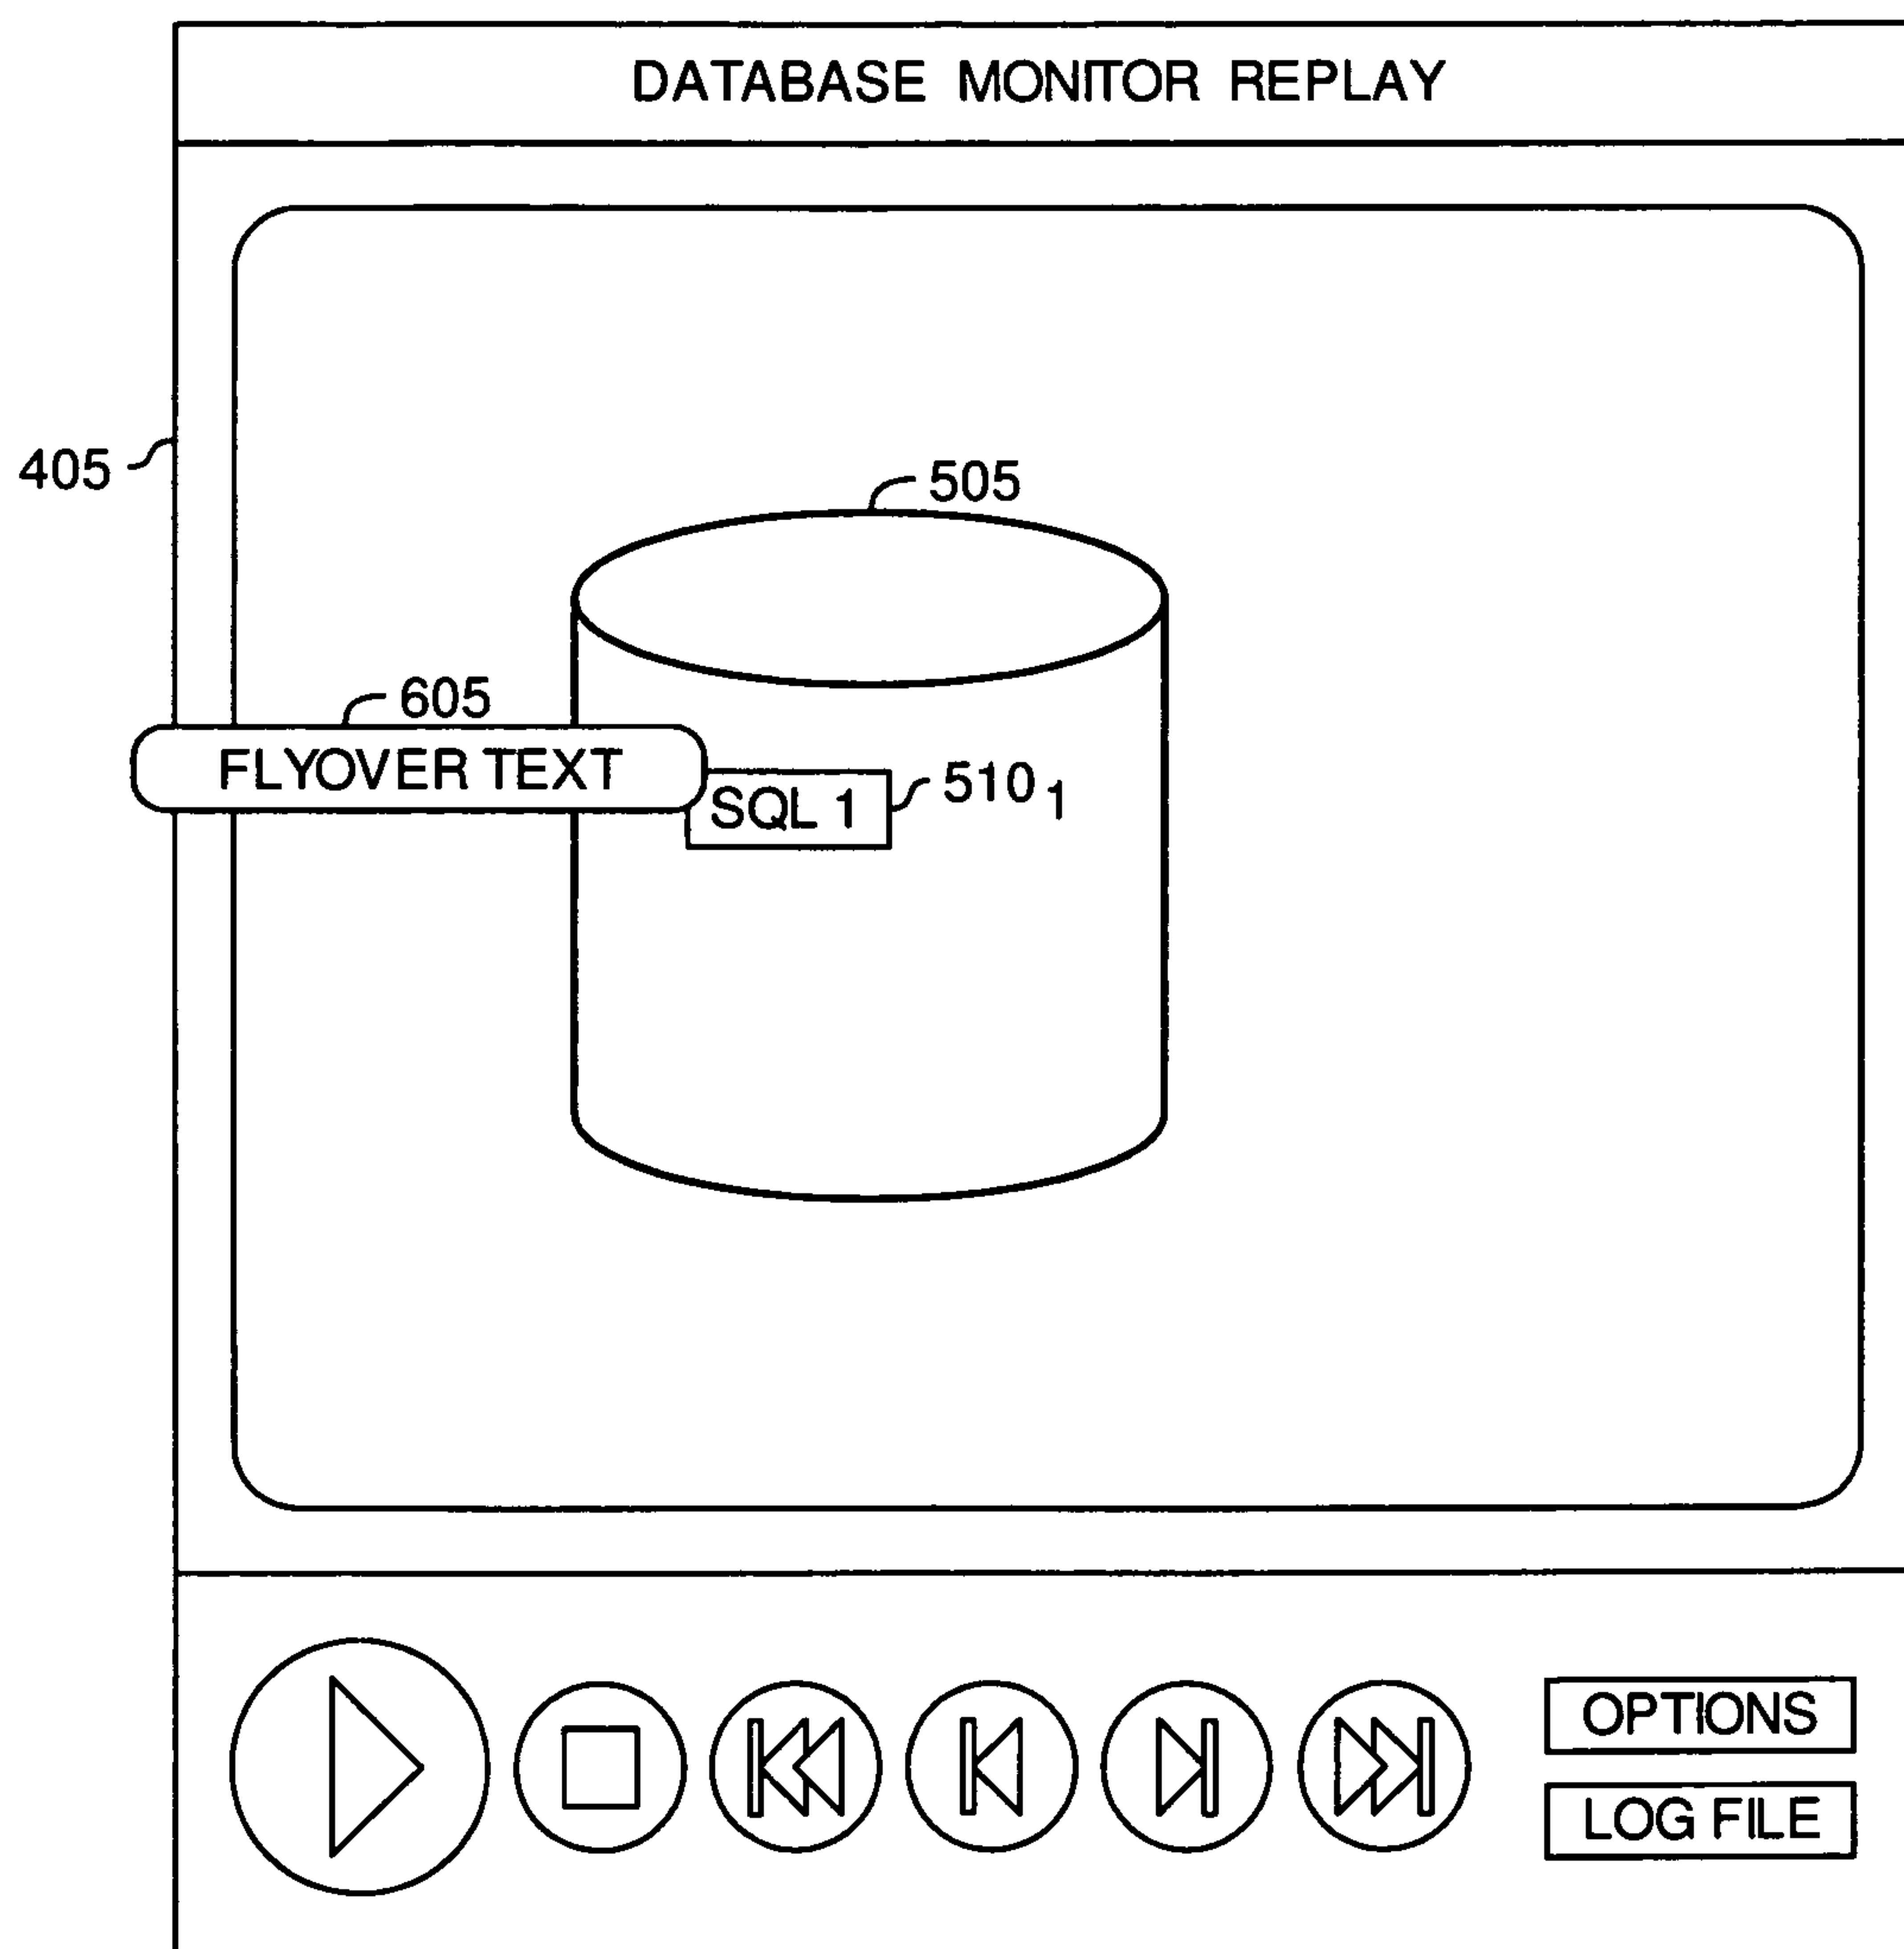 DATABASE MONITOR REPLAY
405
505
605
FLYOVER TEXT
SQL 1
510 1
OPTIONS
LOG FILE